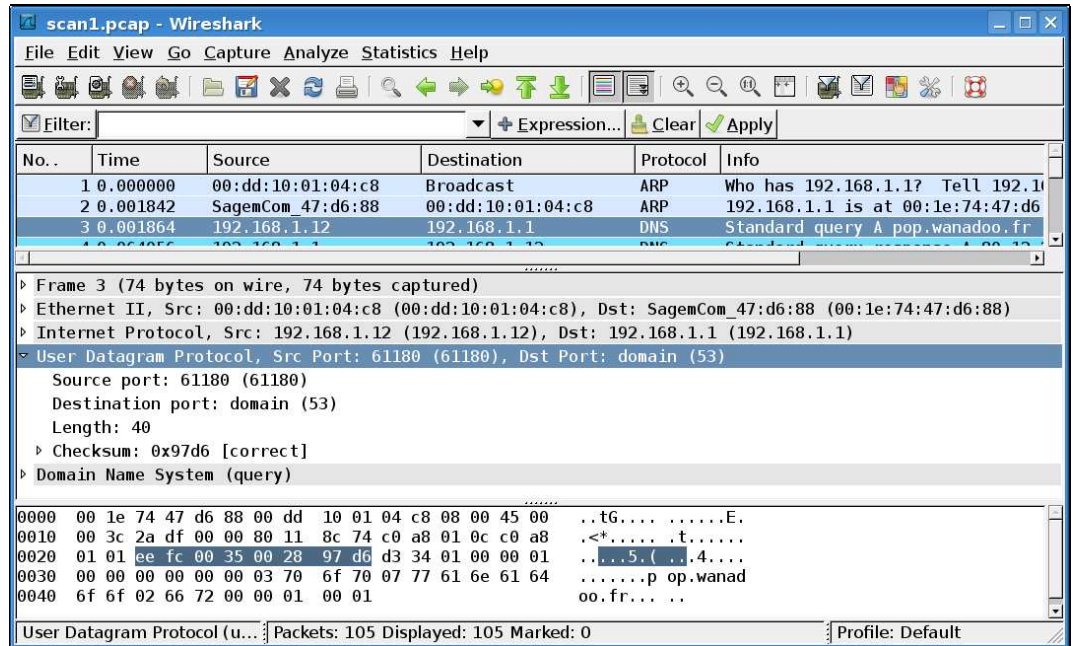 scan1.pcap - Wireshark
File Edit View Go Capture Analyze Statistics Help
Filter: Expression... Clear Apply
No.. Time Source Destination Protocol Info
1 0.000000 00:dd:10:01:04:c8 Broadcast ARP Who has 192.168.1.1? Tell 192.16
2 0.001842 SagemCom_47:d6:88 00:dd:10:01:04:c8 ARP 192.168.1.1 is at 00:1e:74:47:d6
3 0.001864 192.168.1.12 192.168.1.1 DNS Standard query A pop.wanadoo.fr
Frame 3 (74 bytes on wire, 74 bytes captured)
Ethernet II, Src: 00:dd:10:01:04:c8 (00:dd:10:01:04:c8), Dst: SagemCom_47:d6:88 (00:1e:74:47:d6:88)
Internet Protocol, Src: 192.168.1.12 (192.168.1.12), Dst: 192.168.1.1 (192.168.1.1)
User Datagram Protocol, Src Port: 61180 (61180), Dst Port: domain (53)
Source port: 61180 (61180)
Destination port: domain (53)
Length: 40
Checksum: 0x97d6 [correct]
Domain Name System (query)
0000 00 1e 74 47 d6 88 00 dd 10 01 04 c8 08 00 45 00 ..tG.... ......E.
0010 00 3c 2a df 00 00 80 11 8c 74 c0 a8 01 0c c0 a8 .<*..... .t......
0020 01 01 ee fc 00 35 00 28 97 d6 d3 34 01 00 00 01 .....5.( ...4....
0030 00 00 00 00 00 00 03 70 6f 70 07 77 61 6e 61 64 .......p op.wanad
0040 6f 6f 02 66 72 00 00 01 00 01 oo.fr... ..
User Datagram Protocol (u... Packets: 105 Displayed: 105 Marked: 0 Profile: Default